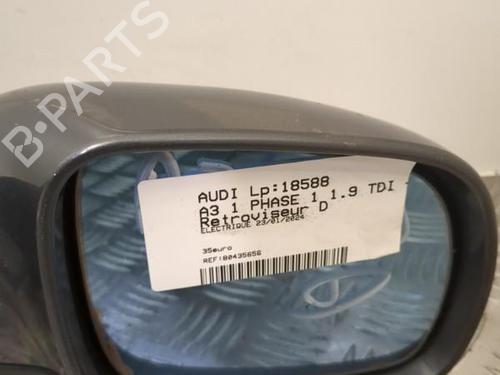 B-PARTS
AUDI Lp:18588
A3 1 PHASE 1 1.9 TDI -
Retroviseur D
ELECTRIQUE 23/01/2024
35euro
REF:80435656